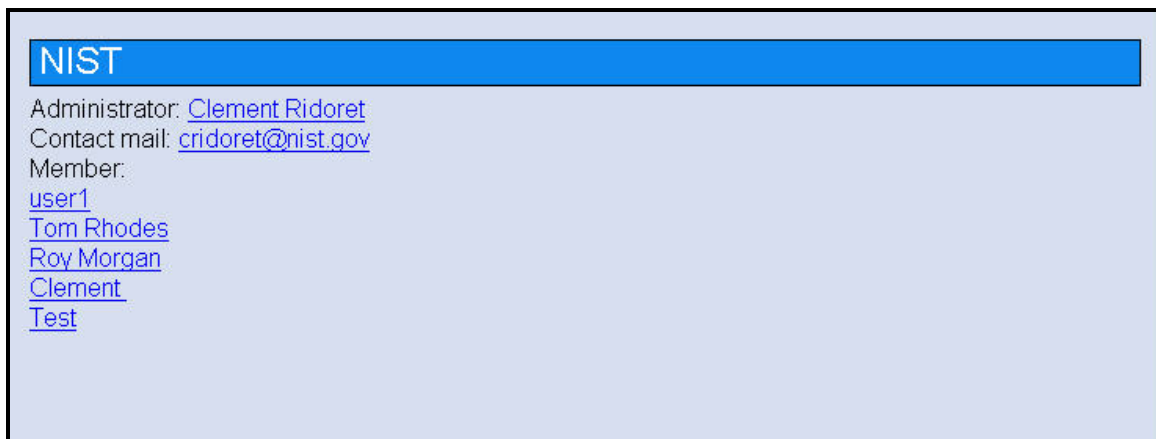 NIST
Administrator: Clement Ridoret
Contact mail: cridoret@nist.gov
Member:
user1
Tom Rhodes
Roy Morgan
Clement
Test